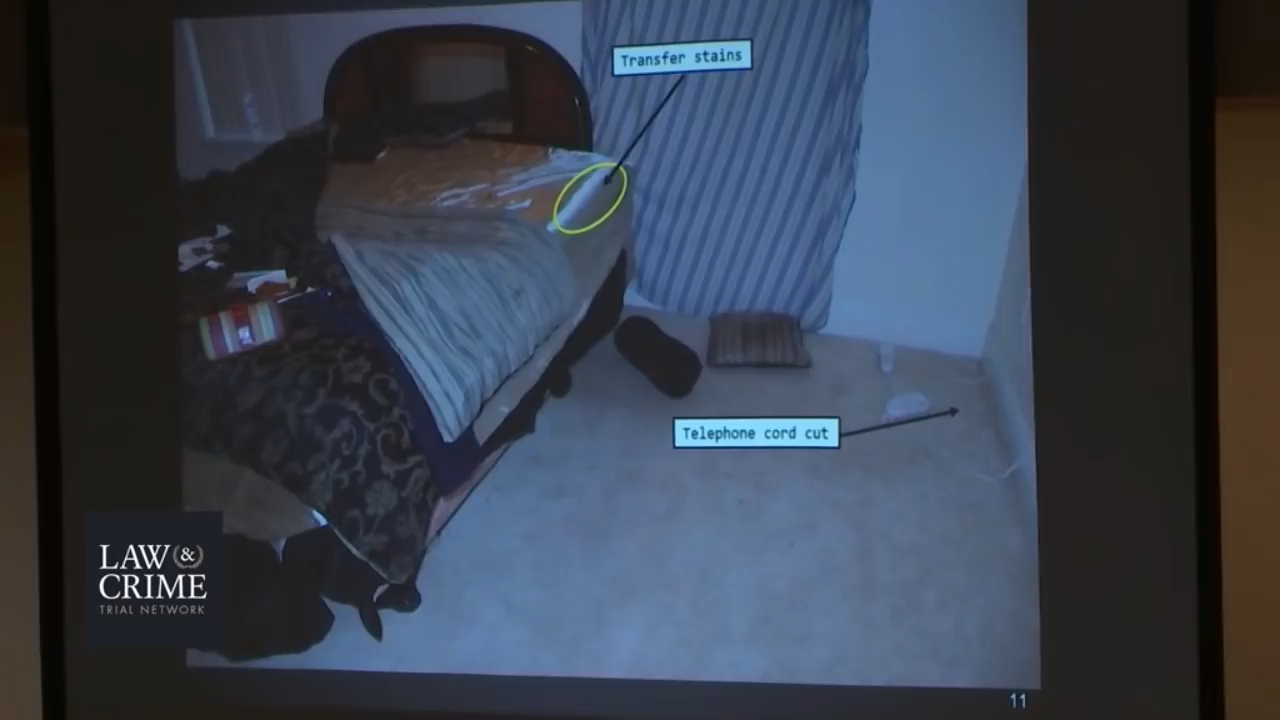 Transfer stains
Telephone cord cut
LAW & CRIME
TRIAL NETWORK
11